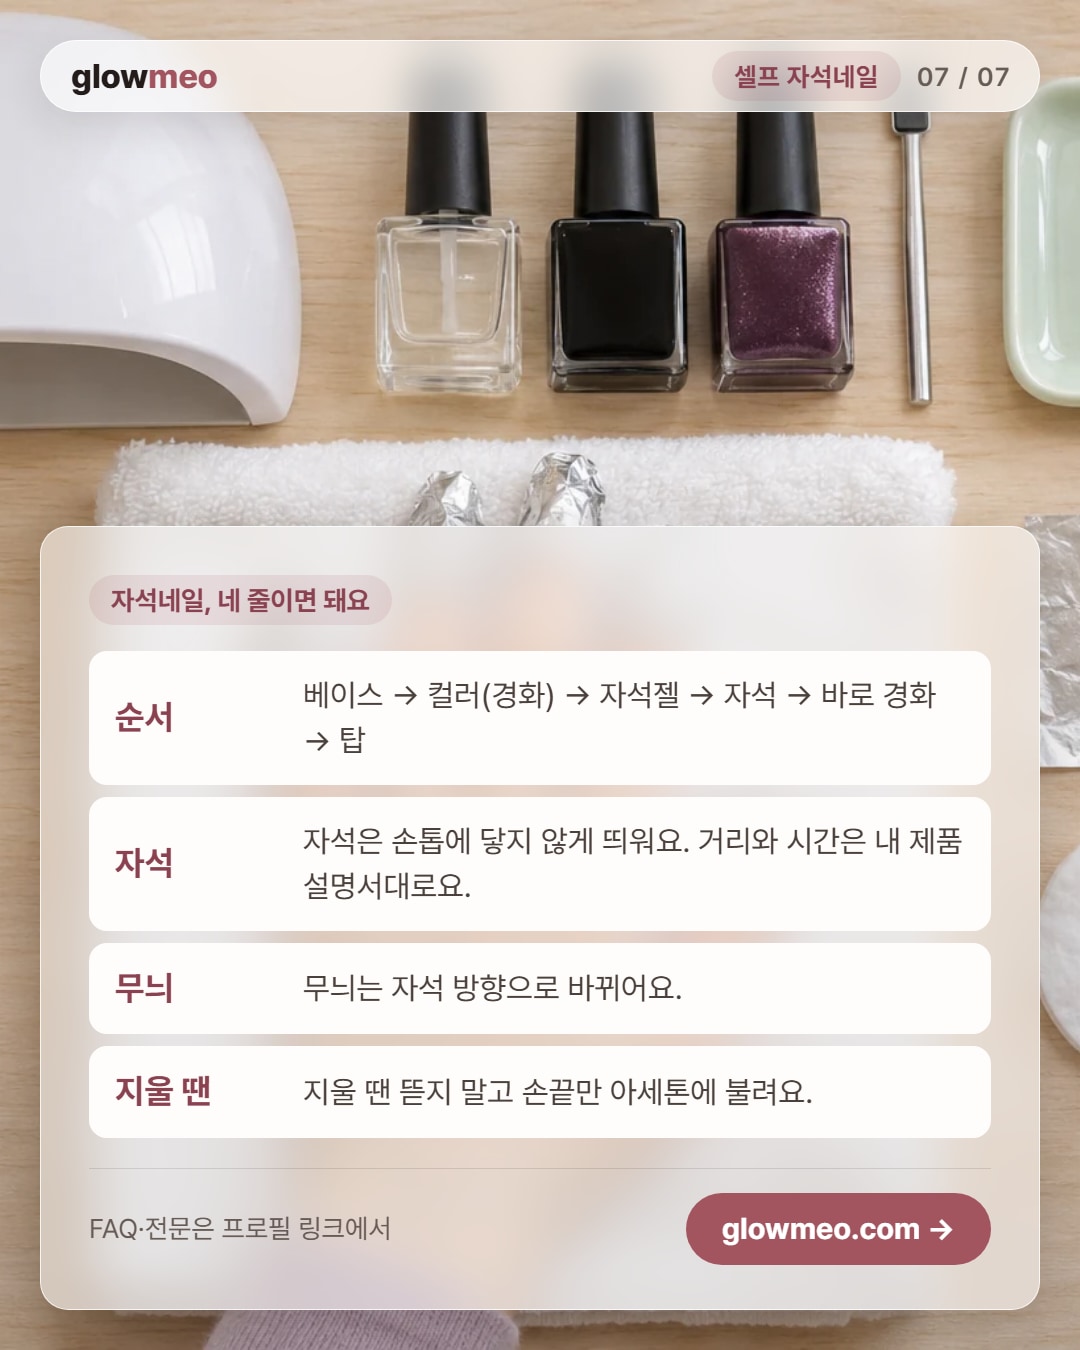 glowmeo
셀프 자석네일
07 / 07
자석네일, 네 줄이면 돼요
순서
베이스 → 컬러(경화) → 자석젤 → 자석 → 바로 경화
→ 탑
자석
자석은 손톱에 닿지 않게 띄워요. 거리와 시간은 내 제품
설명서대로요.
무늬
무늬는 자석 방향으로 바뀌어요.
지울 땐
지울 땐 뜯지 말고 손끝만 아세톤에 불려요.
FAQ·전문은 프로필 링크에서
glowmeo.com →